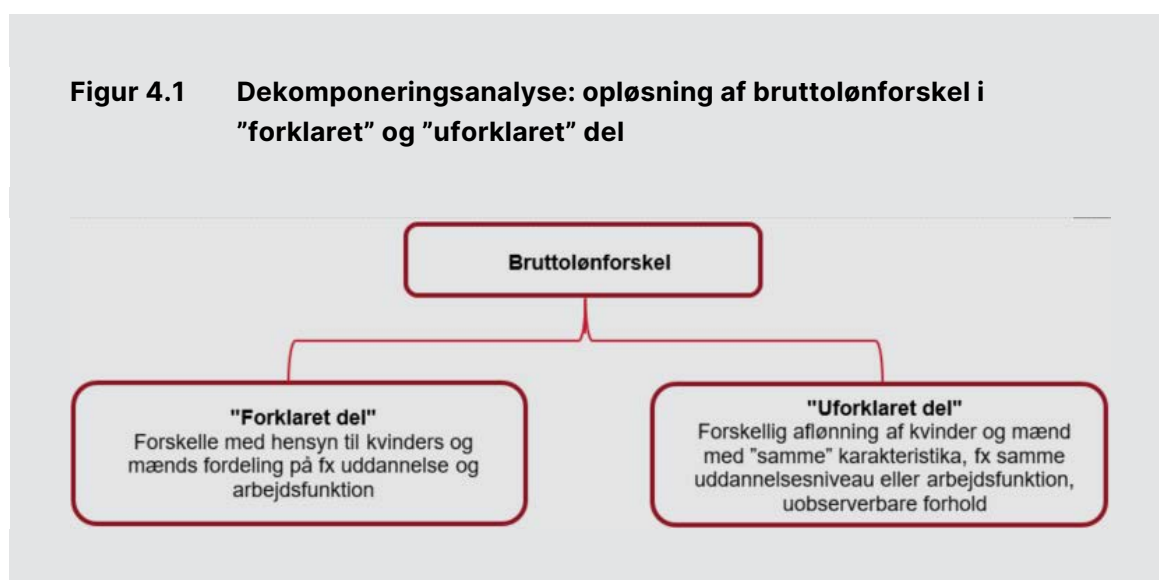 Figur 4.1 Dekomponeringsanalyse: opløsning af bruttolønforskel i
”forklaret” og ”uforklaret” del
Bruttolønforskel
"Forklaret del"
Forskelle med hensyn til kvinders og
mænds fordeling på fx uddannelse og
arbejdsfunktion
"Uforklaret del"
Forskellig aflønning af kvinder og mænd
med ”samme” karakteristika, fx samme
uddannelsesniveau eller arbejdsfunktion,
uobserverbare forhold